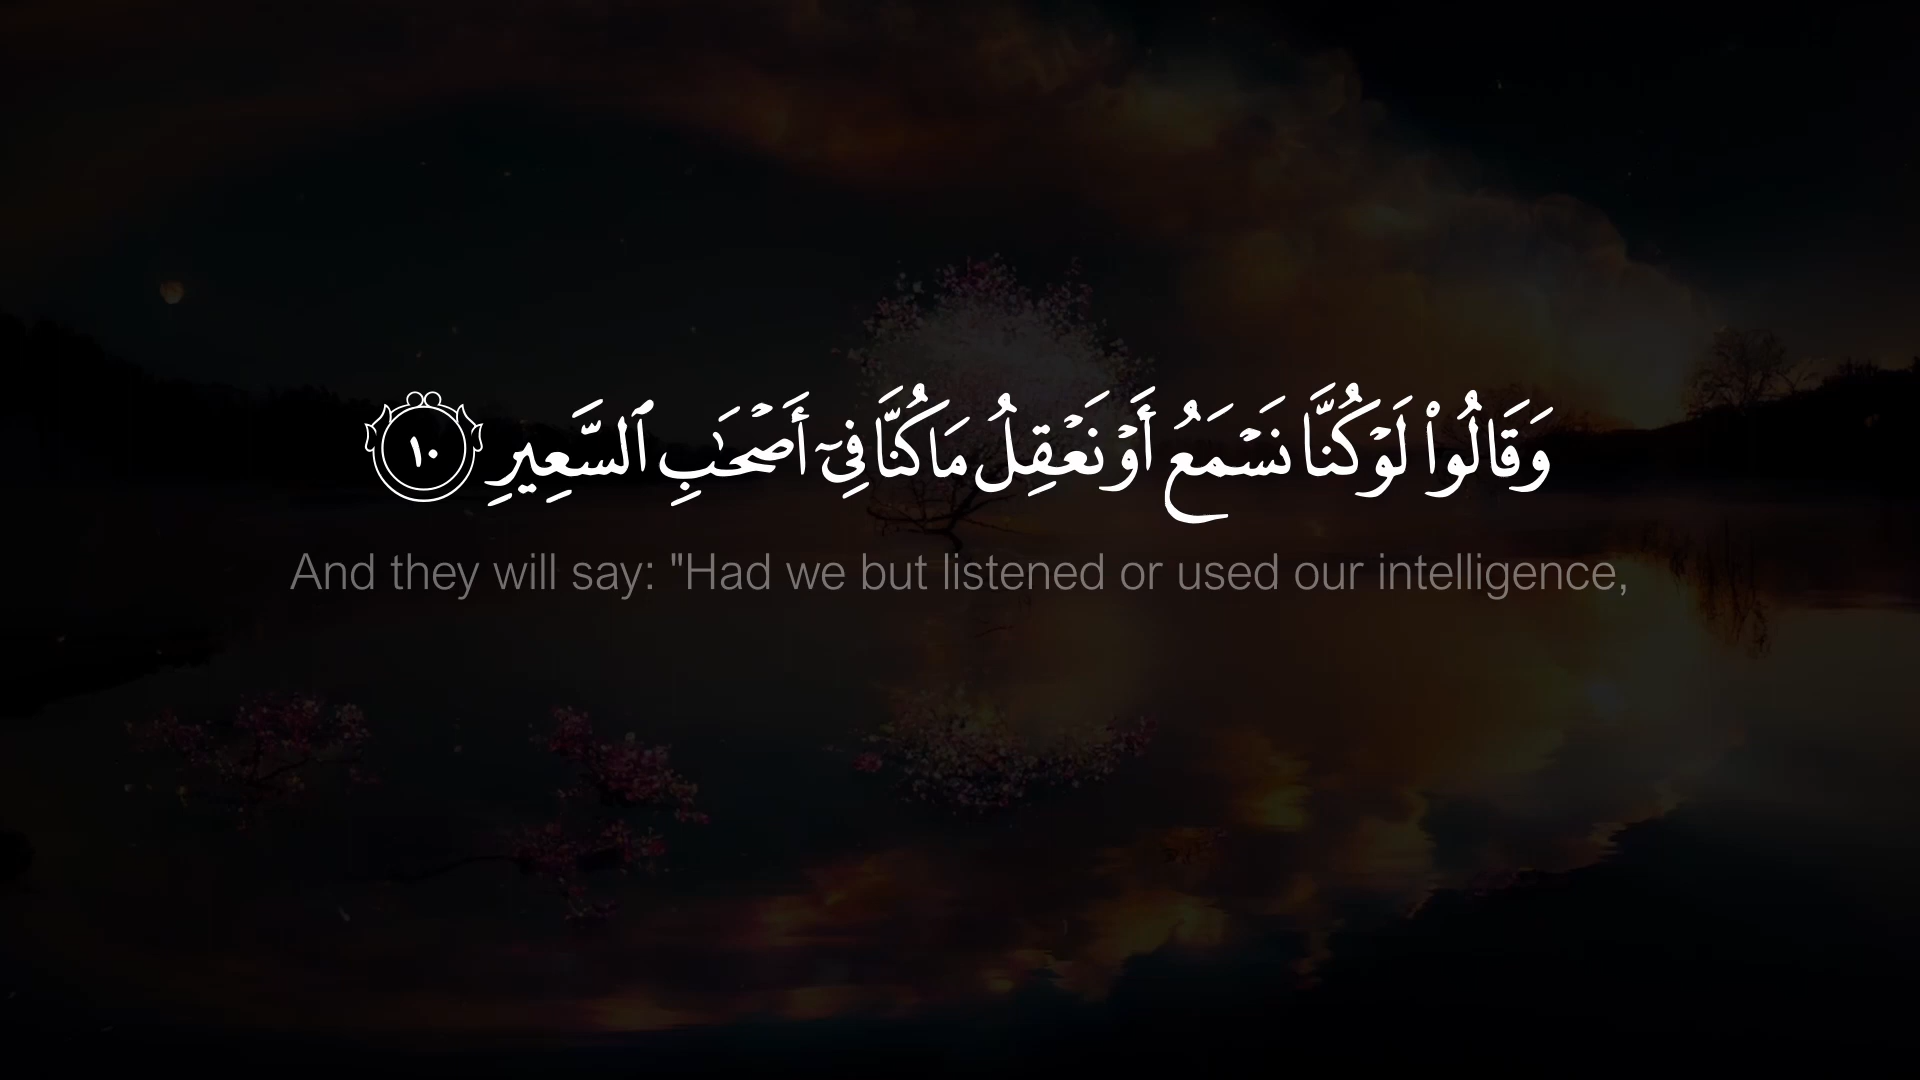 وَقَالُوا۟ لَوْ كُنَّا نَسْمَعُ أَوْ نَعْقِلُ مَا كُنَّا فِىٓ أَصْحَـٰبِ ٱلسَّعِيرِ ١٠
And they will say: "Had we but listened or used our intelligence,